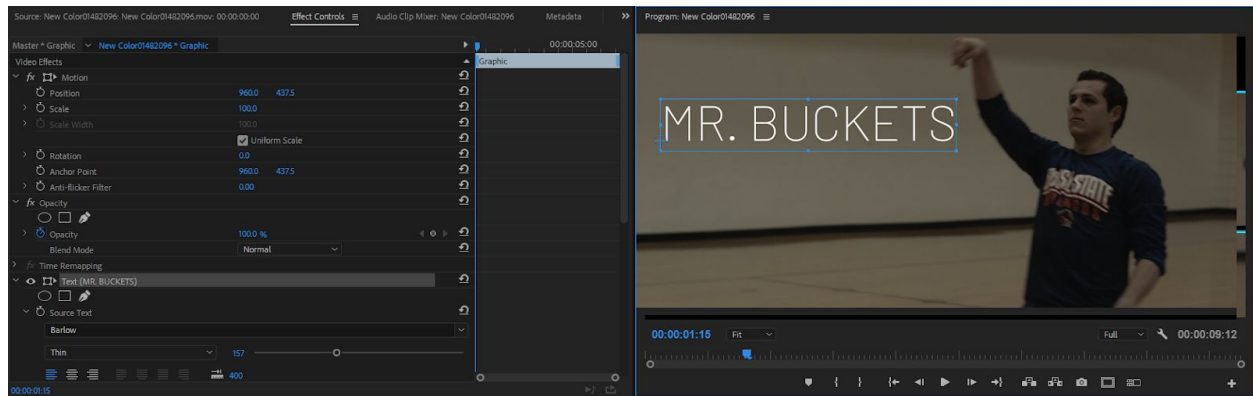 Source: New Color01482096: New Color01482096.mov: 00:00:00:00
Effect Controls
Audio Clip Mixer: New Color01482096
Metadata
Master * Graphic
New Color01482096 * Graphic
00:00:05:00
Video Effects
Graphic
fx Motion
Position 960.0 437.5
Scale 100.0
Scale Width 100.0
Uniform Scale
Rotation 0.0
Anchor Point 960.0 437.5
Anti-flicker Filter 0.00
fx Opacity
Opacity 100.0 %
Blend Mode Normal
fx Time Remapping
Text (MR. BUCKETS)
Source Text
Barlow
Thin 157
400
00:00:01:15
Program: New Color01482096
MR. BUCKETS
STATE
00:00:01:15 Fit Full 00:00:09:12